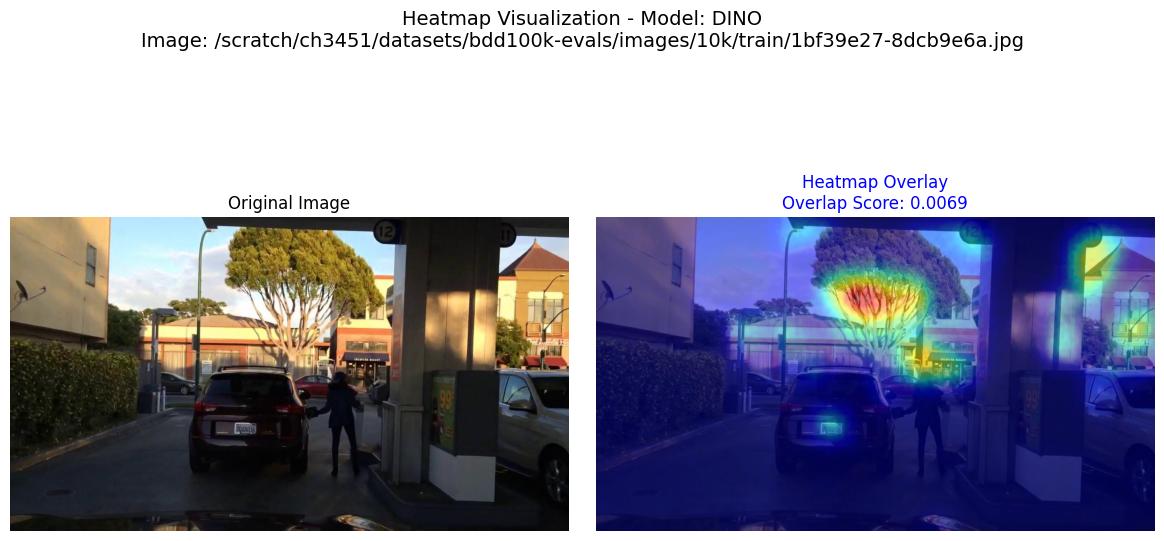 Heatmap Visualization - Model: DINO
Image: /scratch/ch3451/datasets/bdd100k-evals/images/10k/train/1bf39e27-8dcb9e6a.jpg
Original Image
Heatmap Overlay
Overlap Score: 0.0069
12
11
12